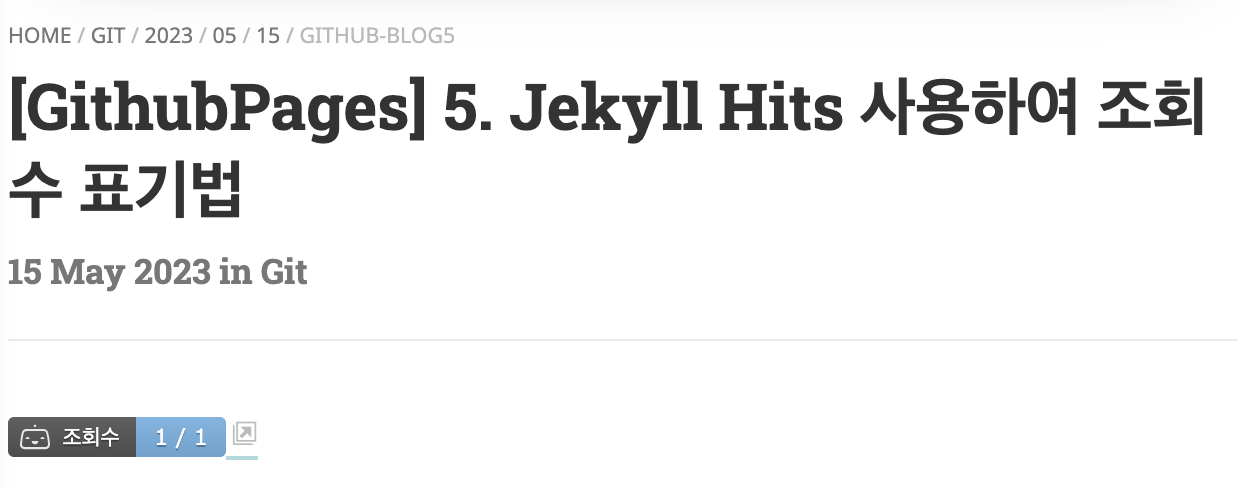 HOME / GIT / 2023 / 05 / 15 / GITHUB-BLOG5
[GithubPages] 5. Jekyll Hits 사용하여 조회
수 표기법
15 May 2023 in Git
조회수 1 / 1